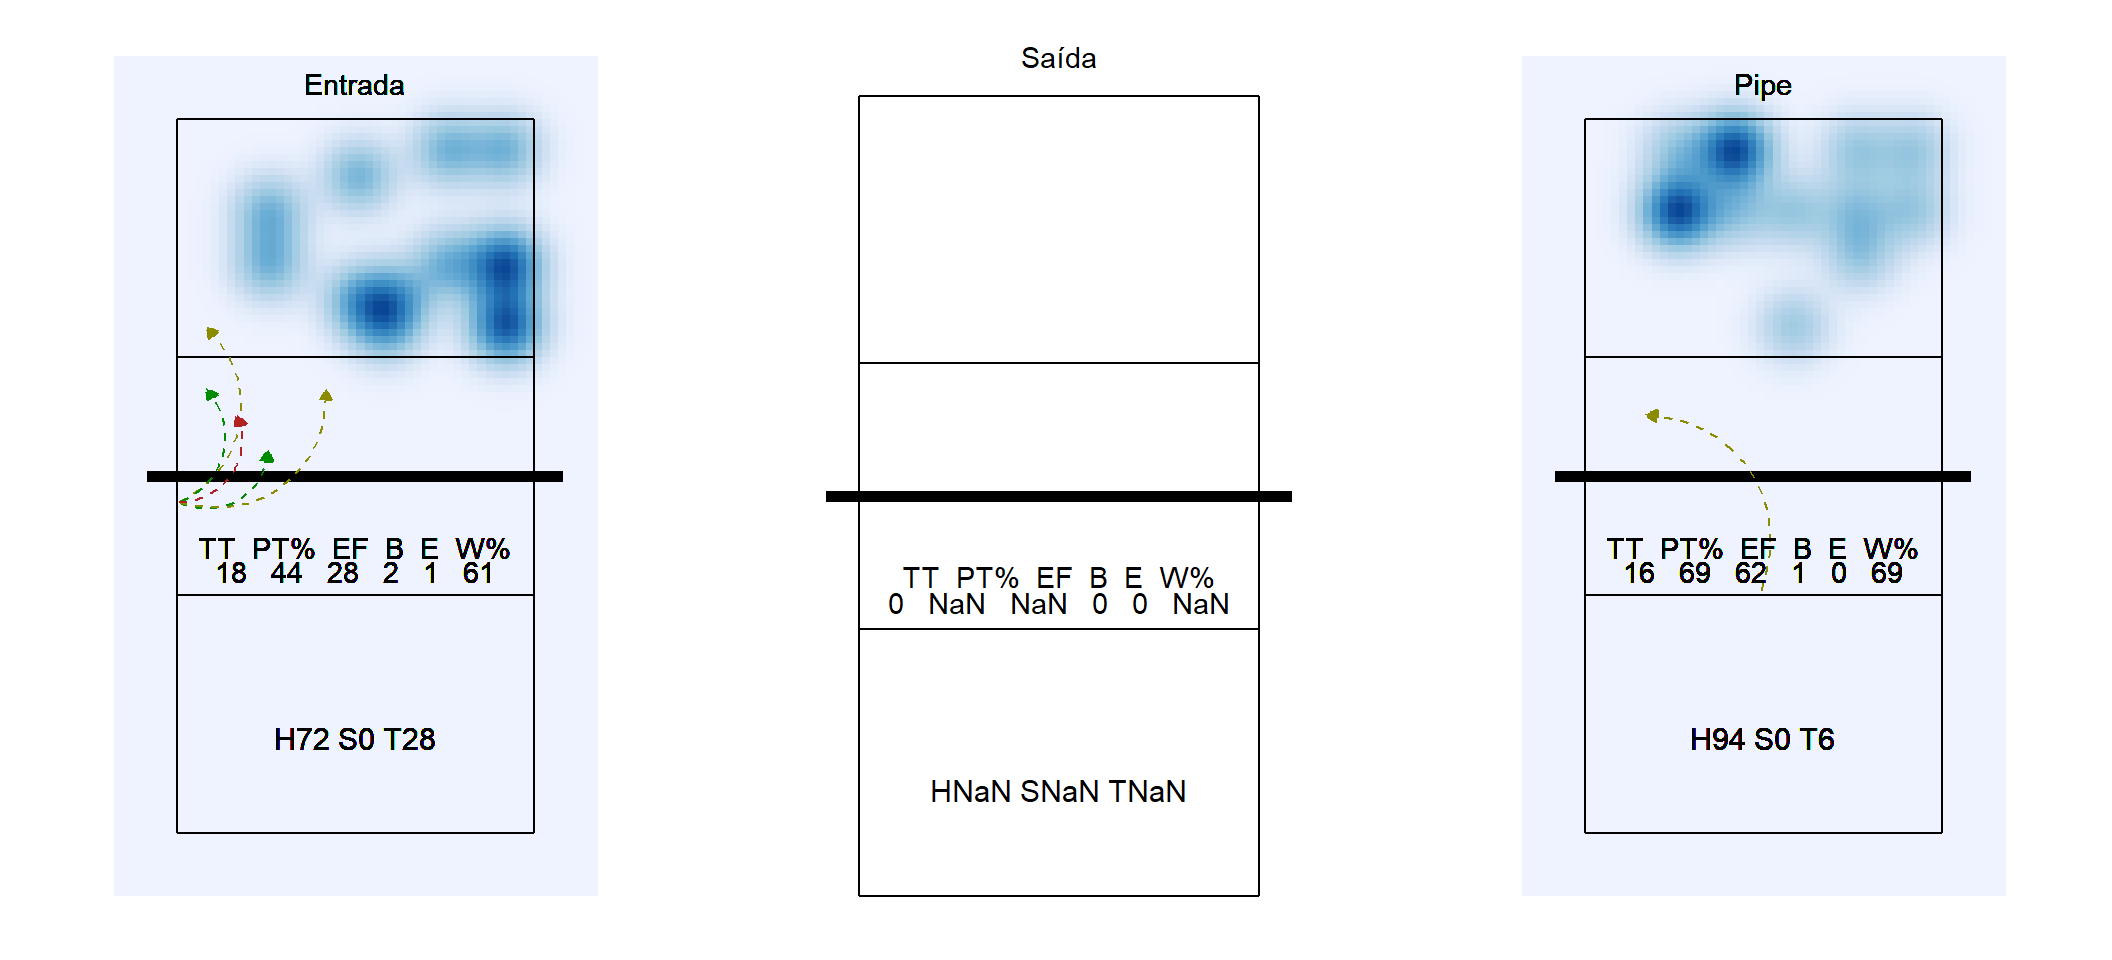 Entrada
TT PT% EF B E W%
18 44 28 2 1 61
H72 S0 T28
Saída
TT PT% EF B E W%
0 NaN NaN 0 0 NaN
HNaN SNaN TNaN
Pipe
TT PT% EF B E W%
16 69 62 1 0 69
H94 S0 T6